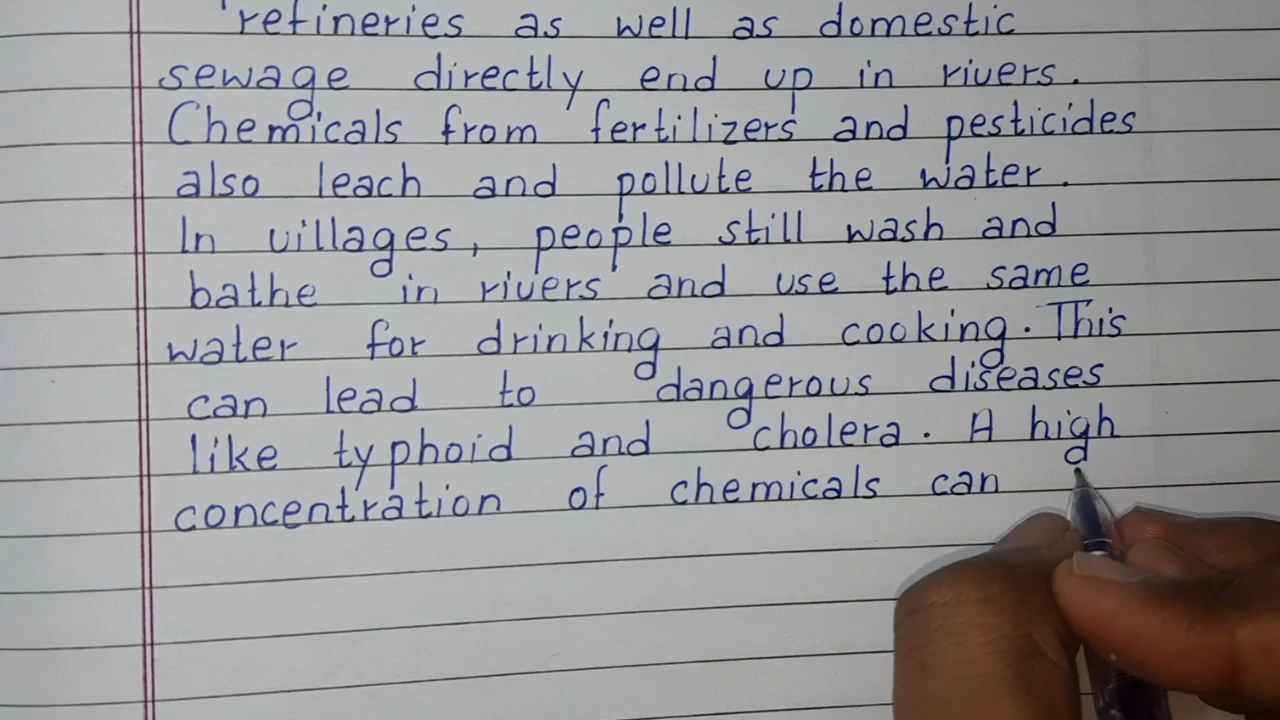 refineries as well as domestic
sewage directly end up in rivers.
Chemicals from fertilizers and pesticides
also leach and pollute the water.
In villages, people still wash and
bathe in rivers and use the same
water for drinking and cooking. This
can lead to dangerous diseases
like typhoid and cholera. A high
concentration of chemicals can